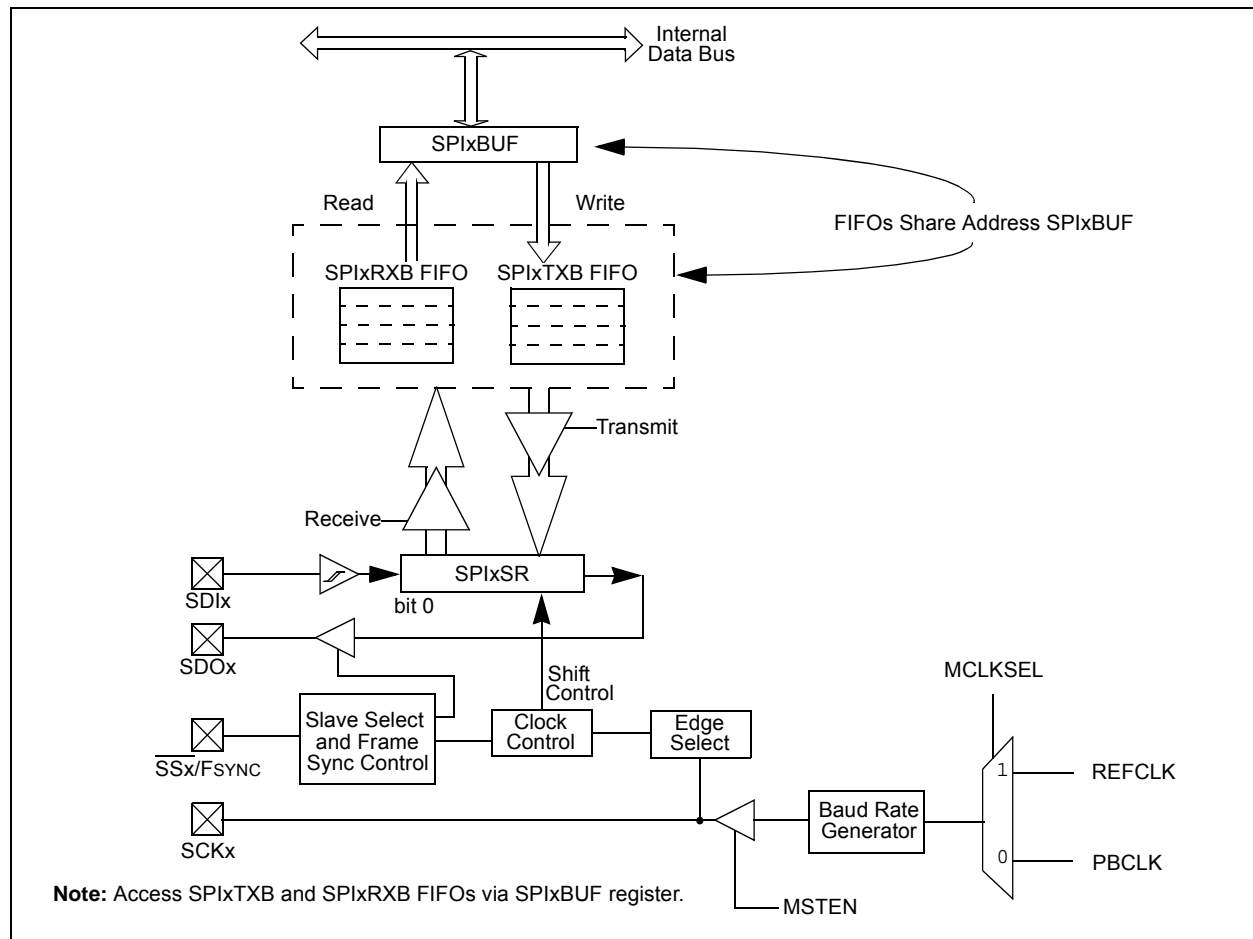 Internal
Data Bus
SPIxBUF
Read
Write
FIFOs Share Address SPIxBUF
SPIxRXB FIFO
SPIxTXB FIFO
Transmit
Receive
SPIxSR
SDIx
bit 0
SDOx
Shift
Control
MCLKSEL
Slave Select
and Frame
Sync Control
Clock
Control
Edge
Select
SSx/FSYNC
1
REFCLK
Baud Rate
Generator
SCKx
0
PBCLK
Note: Access SPIxTXB and SPIxRXB FIFOs via SPIxBUF register.
MSTEN